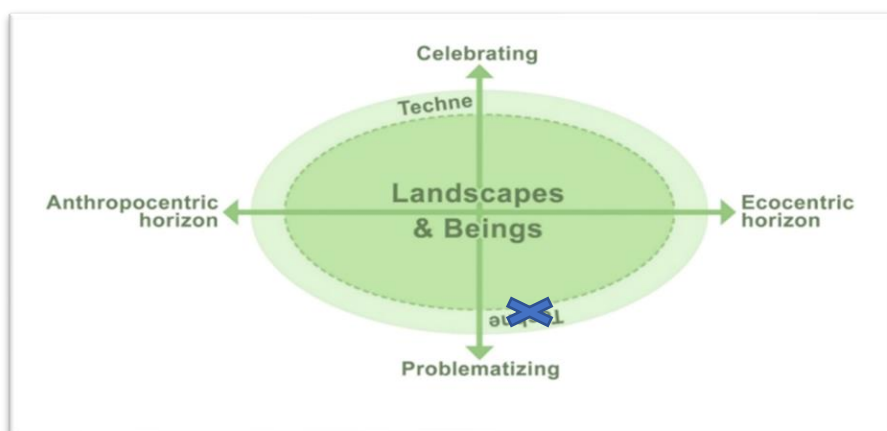 Celebrating
Techne
Landscapes
& Beings
Anthropocentric
horizon
Ecocentric
horizon
Problematizing